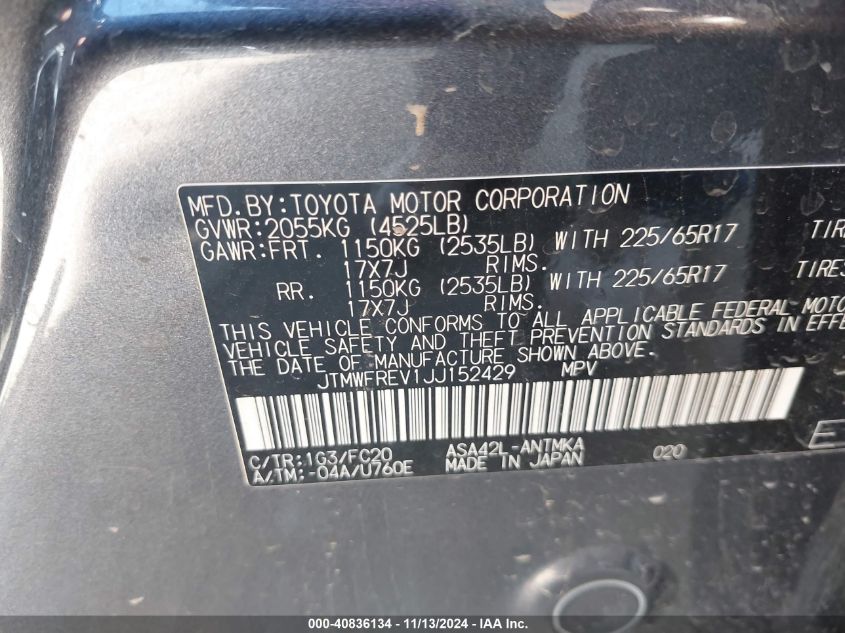 MFD.BY:TOYOTA MOTOR CORPORATION
GVWR:2055KG (4525LB)
GAWR:FRT. 1150KG (2535LB) WITH 225/65R17 TIR
17X7J RIMS.
RR. 1150KG (2535LB) WITH 225/65R17 TIRES
17X7J RIMS.
THIS VEHICLE CONFORMS TO ALL APPLICABLE FEDERAL MOTO
VEHICLE SAFETY AND THEFT PREVENTION STANDARDS IN EFFE
THE DATE OF MANUFACTURE SHOWN ABOVE.
JTMWFREV1JJ152429 MPV
C/TR:1G3/FC20 ASA42L-ANTMKA 020
A/TM:-04A/U760E MADE IN JAPAN
000-40836134 - 11/13/2024 - IAA Inc.